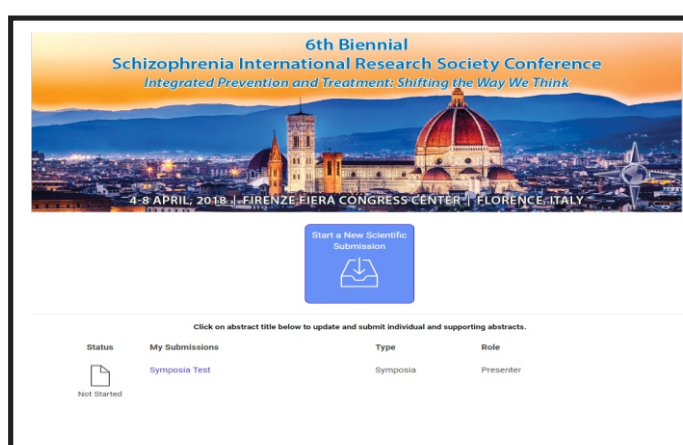 6th Biennial
Schizophrenia International Research Society Conference
Integrated Prevention and Treatment: Shifting the Way We Think
4-8 APRIL, 2018 | FIRENZE FIERA CONGRESS CENTER | FLORENCE, ITALY
Start a New Scientific
Submission
Click on abstract title below to update and submit individual and supporting abstracts.
Status My Submissions Type Role
Symposia Test Symposia Presenter
Not Started